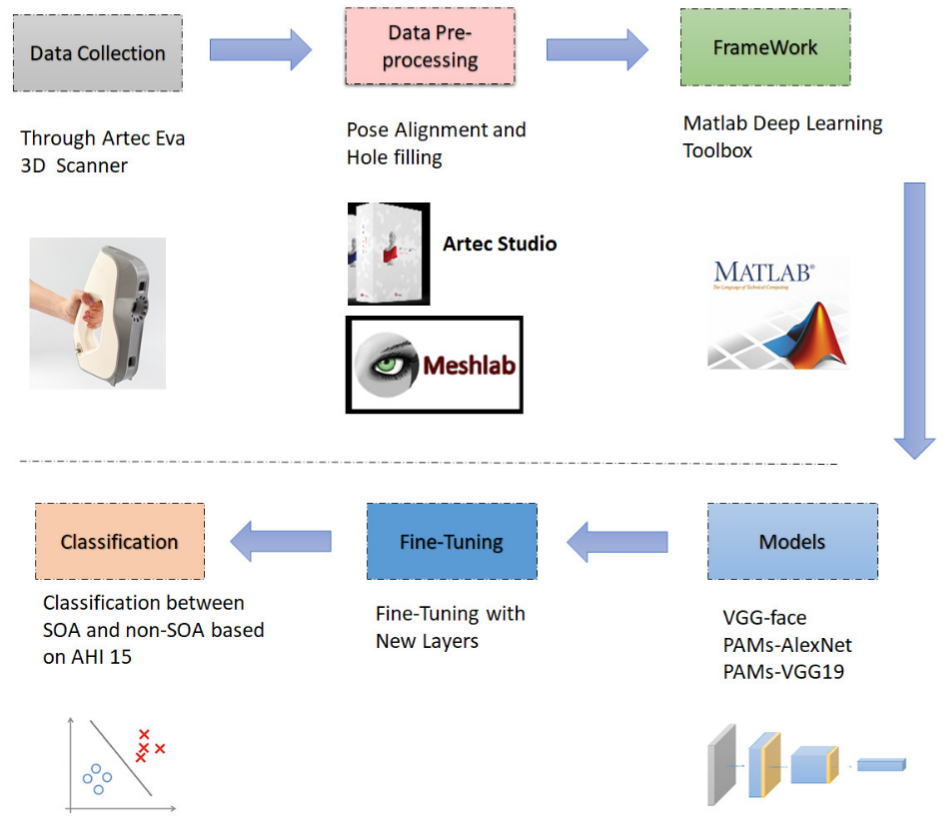 Data Collection
Data Pre-
processing
FrameWork
Through Artec Eva
3D Scanner
Pose Alignment and
Hole filling
Matlab Deep Learning
Toolbox
Artec Studio
MATLAB®
The Language of Technical Computing
Meshlab
Classification
Fine-Tuning
Models
Classification between
SOA and non-SOA based
on AHI 15
Fine-Tuning with
New Layers
VGG-face
PAMs-AlexNet
PAMs-VGG19